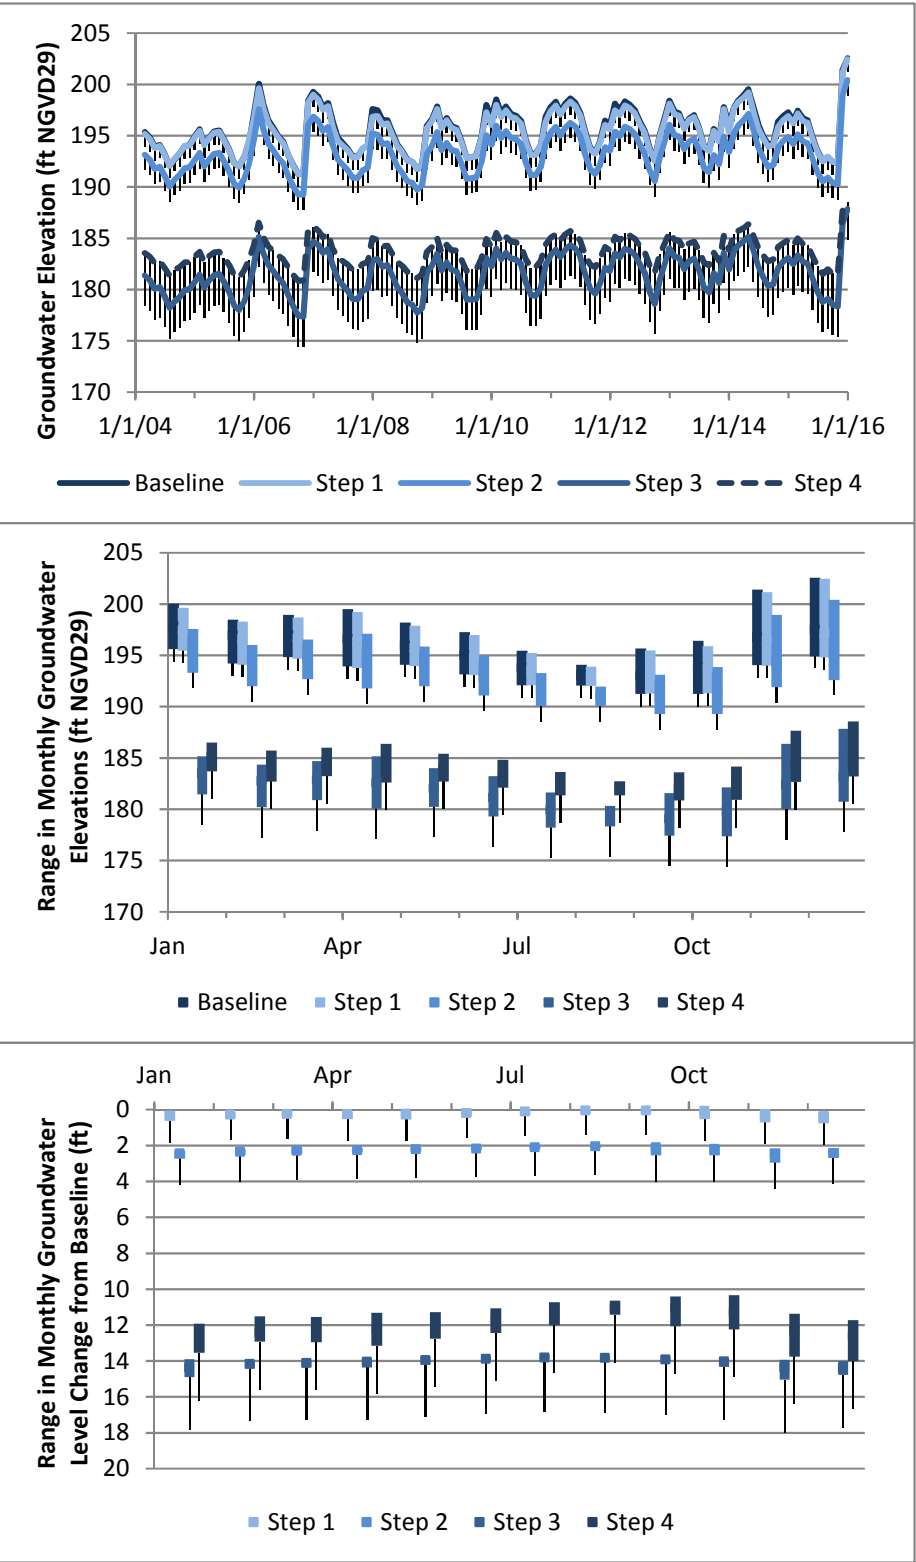 Groundwater Elevation (ft NGVD29)
205
200
195
190
185
180
175
170
1/1/04 1/1/06 1/1/08 1/1/10 1/1/12 1/1/14 1/1/16
Baseline Step 1 Step 2 Step 3 Step 4
Range in Monthly Groundwater
Elevations (ft NGVD29)
205
200
195
190
185
180
175
170
Jan Apr Jul Oct
Baseline Step 1 Step 2 Step 3 Step 4
Jan Apr Jul Oct
Range in Monthly Groundwater
Level Change from Baseline (ft)
0
2
4
6
8
10
12
14
16
18
20
Step 1 Step 2 Step 3 Step 4